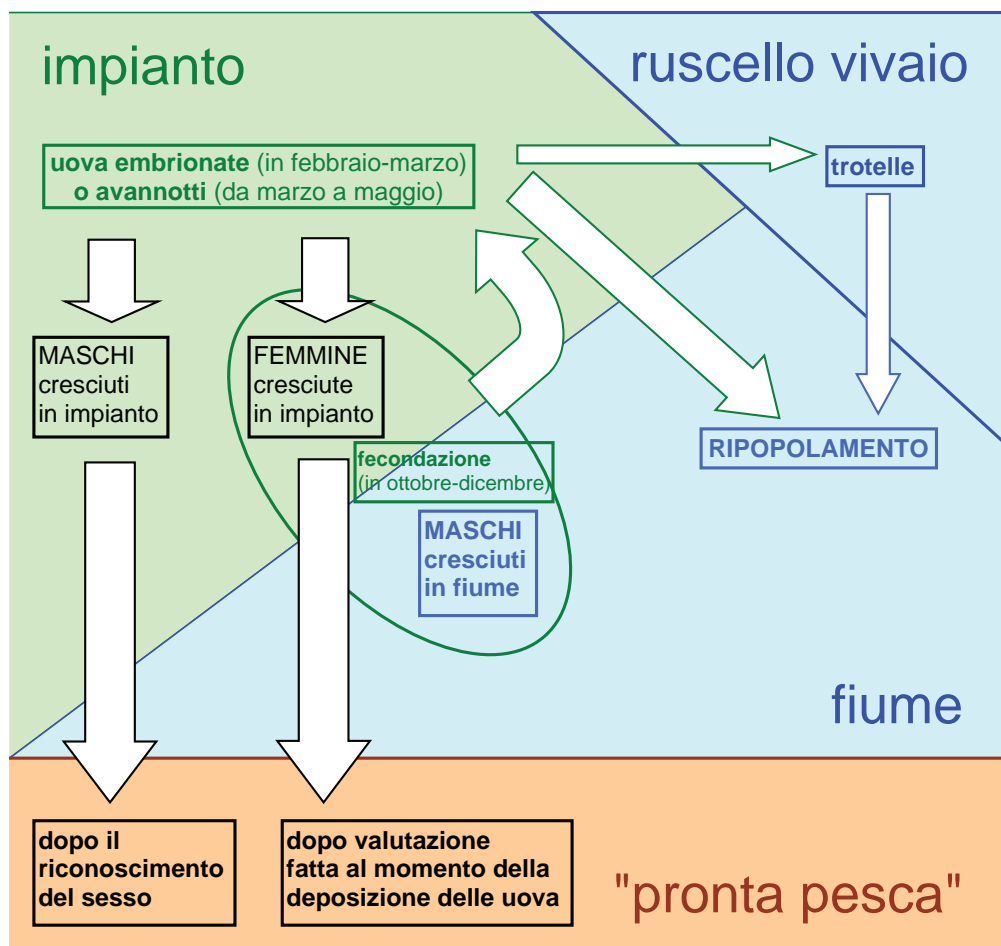 impianto
ruscello vivaio
uova embrionate (in febbraio-marzo)
o avannotti (da marzo a maggio)
trotelle
MASCHI
cresciuti
in impianto
FEMMINE
cresciute
in impianto
RIPOPOLAMENTO
fecondazione
(in ottobre-dicembre)
MASCHI
cresciuti
in fiume
fiume
dopo il
riconoscimento
del sesso
dopo valutazione
fatta al momento della
deposizione delle uova
"pronta pesca"